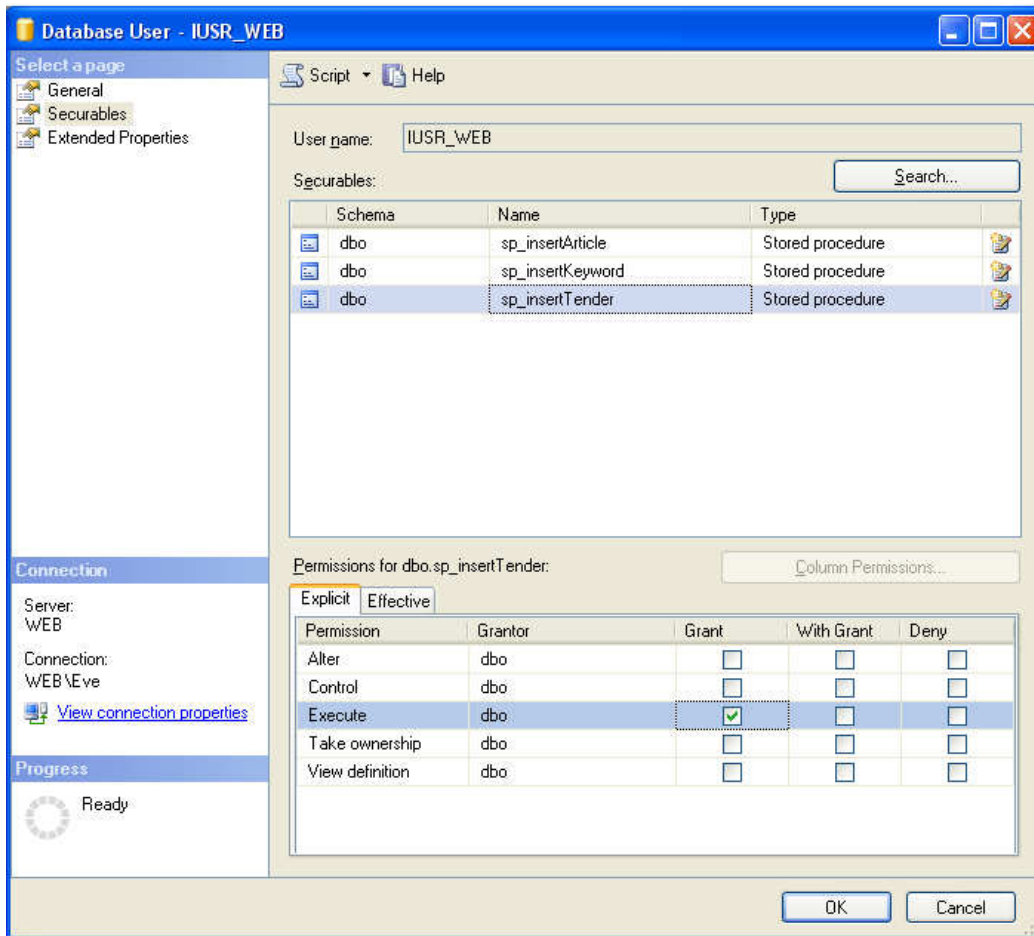 Database User - IUSR_WEB
Select a page
General
Securables
Extended Properties
Script Help
User name: IUSR_WEB
Securables: Search...
Schema Name Type
dbo sp_insertArticle Stored procedure
dbo sp_insertKeyword Stored procedure
dbo sp_insertTender Stored procedure
Connection
Server:
WEB
Connection:
WEB\Eve
View connection properties
Progress
Ready
Permissions for dbo.sp_insertTender: Column Permissions...
Explicit Effective
Permission Grantor Grant With Grant Deny
Alter dbo
Control dbo
Execute dbo
Take ownership dbo
View definition dbo
OK Cancel